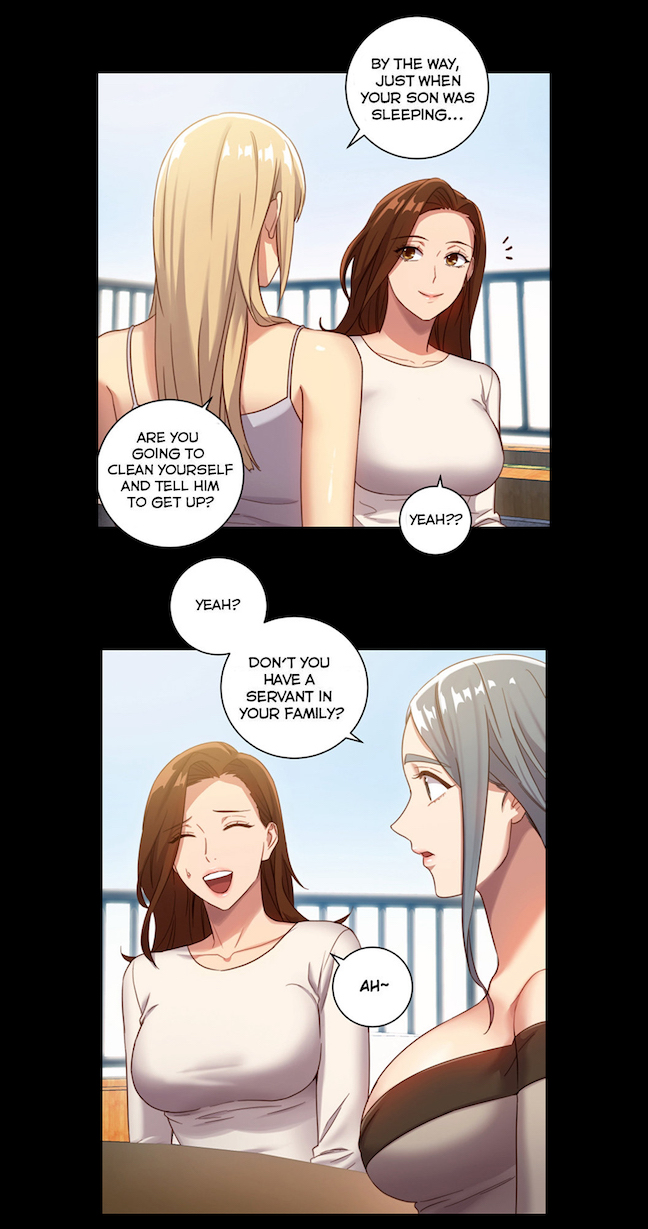 BY THE WAY,
JUST WHEN
YOUR SON WAS
SLEEPING...
ARE YOU
GOING TO
CLEAN YOURSELF
AND TELL HIM
TO GET UP?
YEAH??
YEAH?
DON'T YOU
HAVE A
SERVANT IN
YOUR FAMILY?
AH~